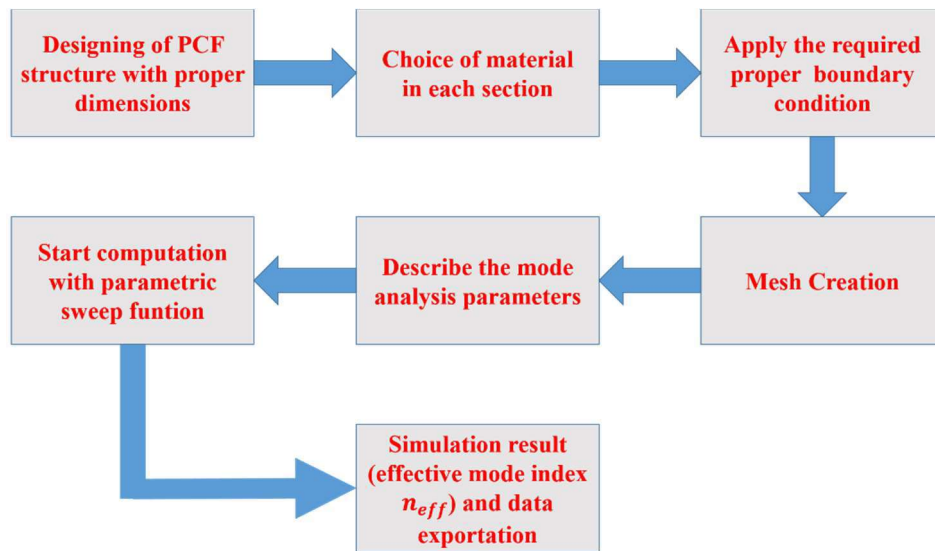 Designing of PCF
structure with proper
dimensions
Choice of material
in each section
Apply the required
proper boundary
condition
Mesh Creation
Describe the mode
analysis parameters
Start computation
with parametric
sweep funtion
Simulation result
(effective mode index
n_eff) and data
exportation